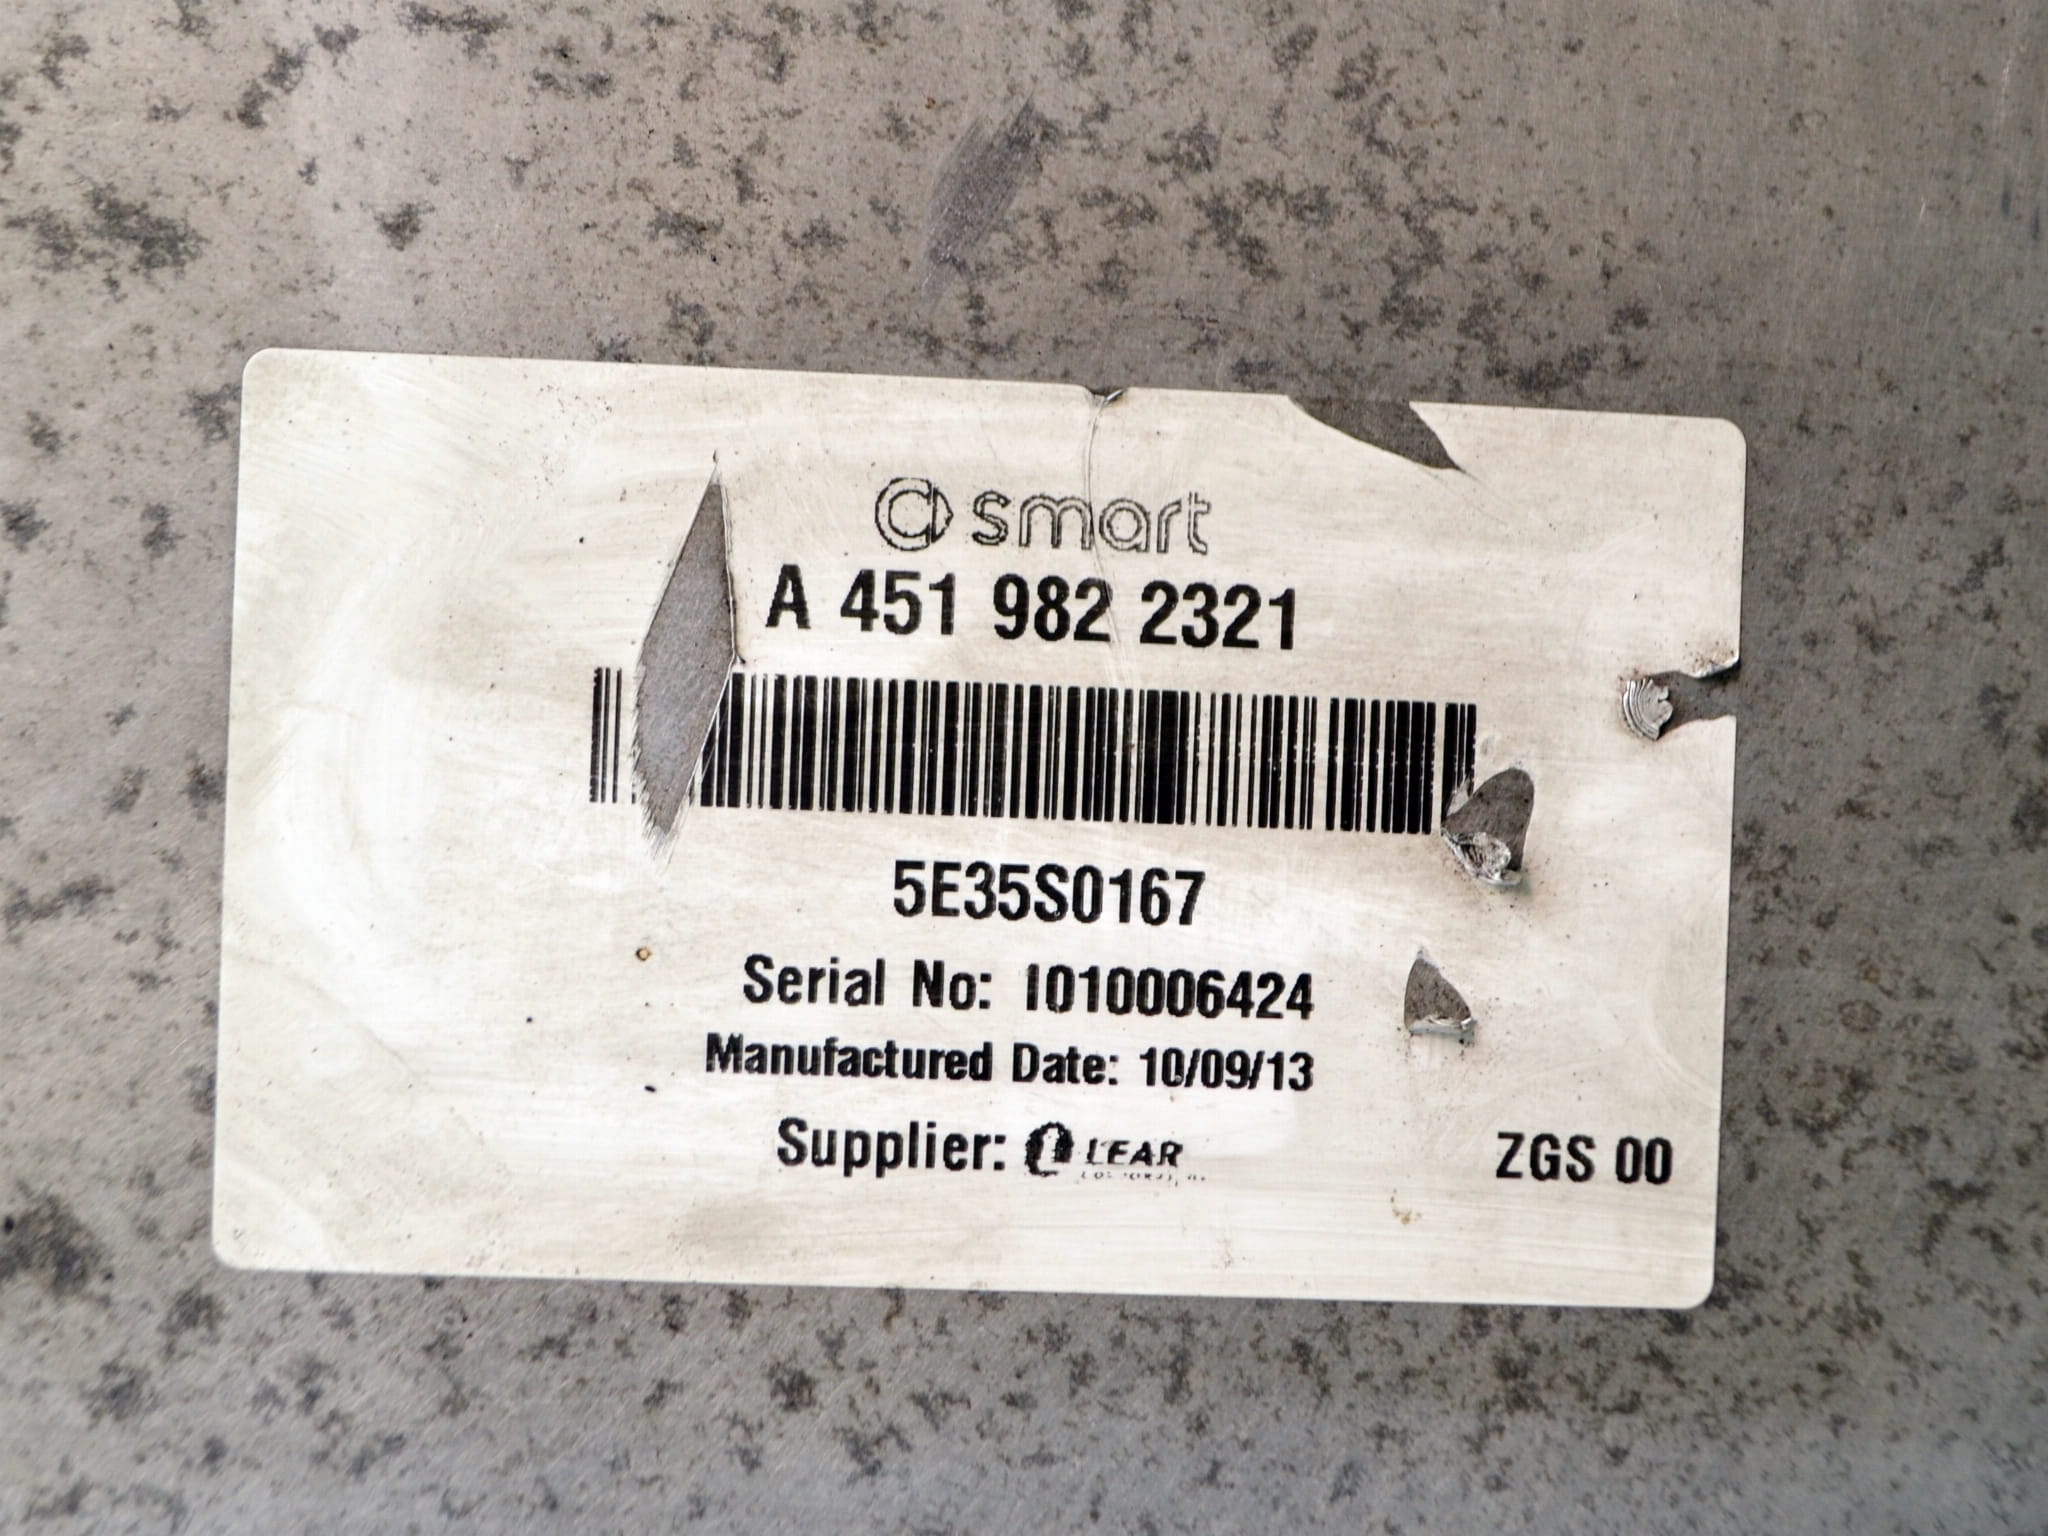 smart
A 451 982 2321
5E35S0167
Serial No: I010006424
Manufactured Date: 10/09/13
Supplier: LEAR
ZGS 00